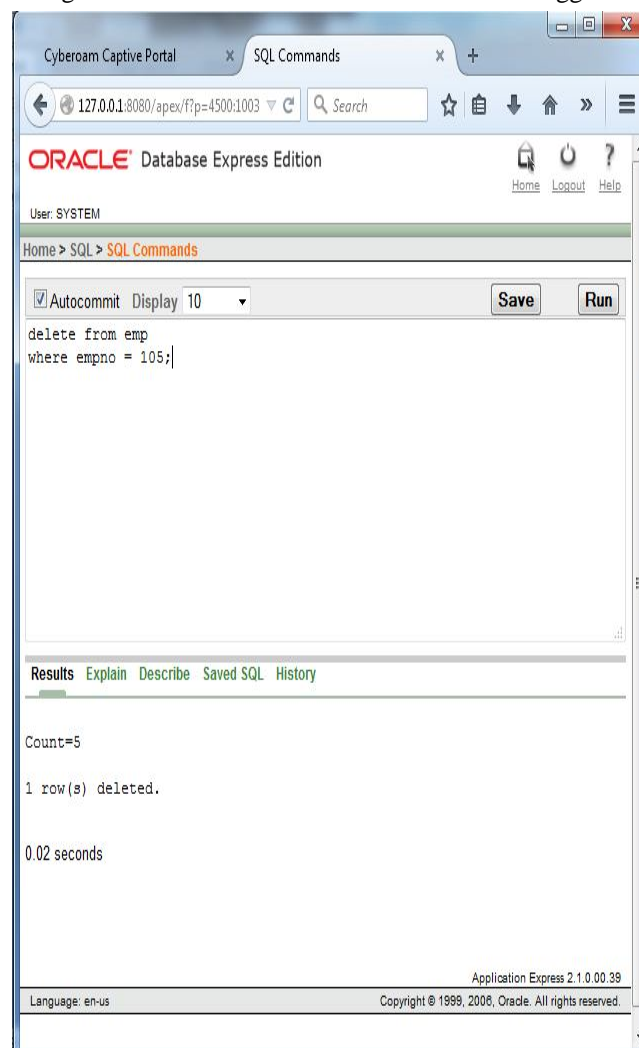 Cyberoam Captive Portal × SQL Commands × +
127.0.0.1:8080/apex/f?p=4500:1003 Search
ORACLE Database Express Edition
Home Logout Help
User: SYSTEM
Home > SQL > SQL Commands
Autocommit Display 10 Save Run
delete from emp
where empno = 105;
Results Explain Describe Saved SQL History
Count=5
1 row(s) deleted.
0.02 seconds
Application Express 2.1.0.00.39
Language: en-us Copyright © 1999, 2006, Oracle. All rights reserved.